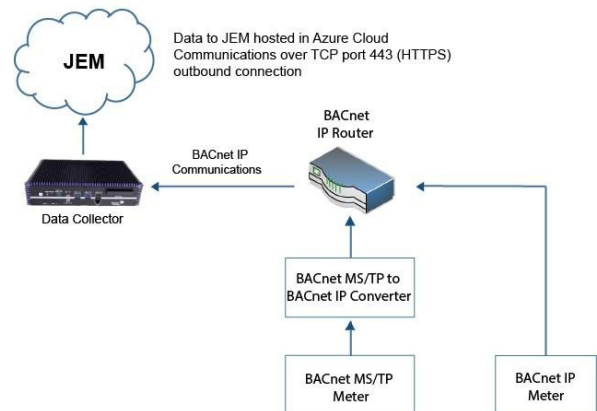 JEM
Data to JEM hosted in Azure Cloud
Communications over TCP port 443 (HTTPS)
outbound connection
BACnet
IP Router
BACnet IP
Communications
Data Collector
BACnet MS/TP to
BACnet IP Converter
BACnet MS/TP
Meter
BACnet IP
Meter